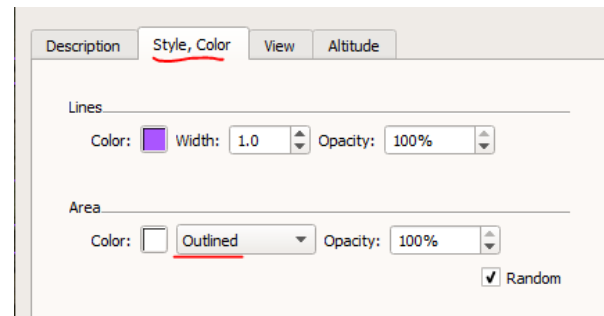 Description Style, Color View Altitude
Lines
Color: Width: 1.0 Opacity: 100%
Area
Color: Outlined Opacity: 100%
Random